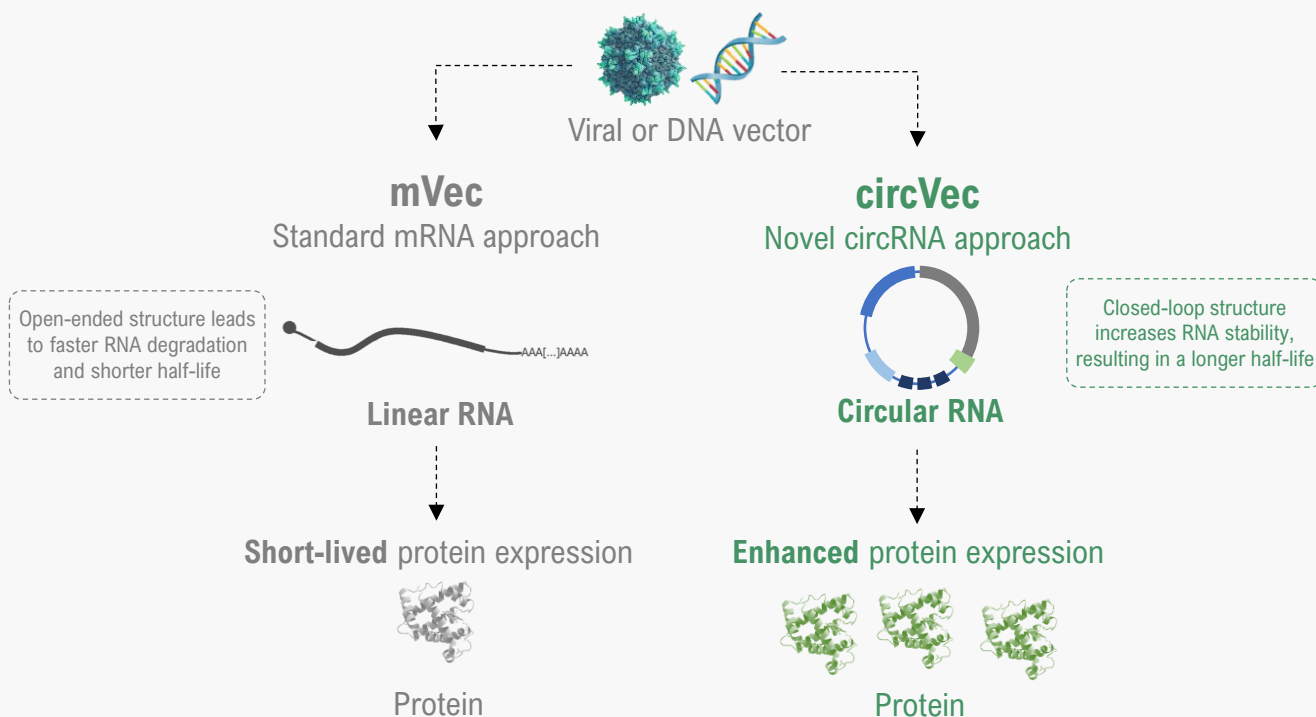 Viral or DNA vector
mVec
Standard mRNA approach
Open-ended structure leads
to faster RNA degradation
and shorter half-life
AAA[...]AAAA
Linear RNA
Short-lived protein expression
Protein
circVec
Novel circRNA approach
Closed-loop structure
increases RNA stability,
resulting in a longer half-life
Circular RNA
Enhanced protein expression
Protein